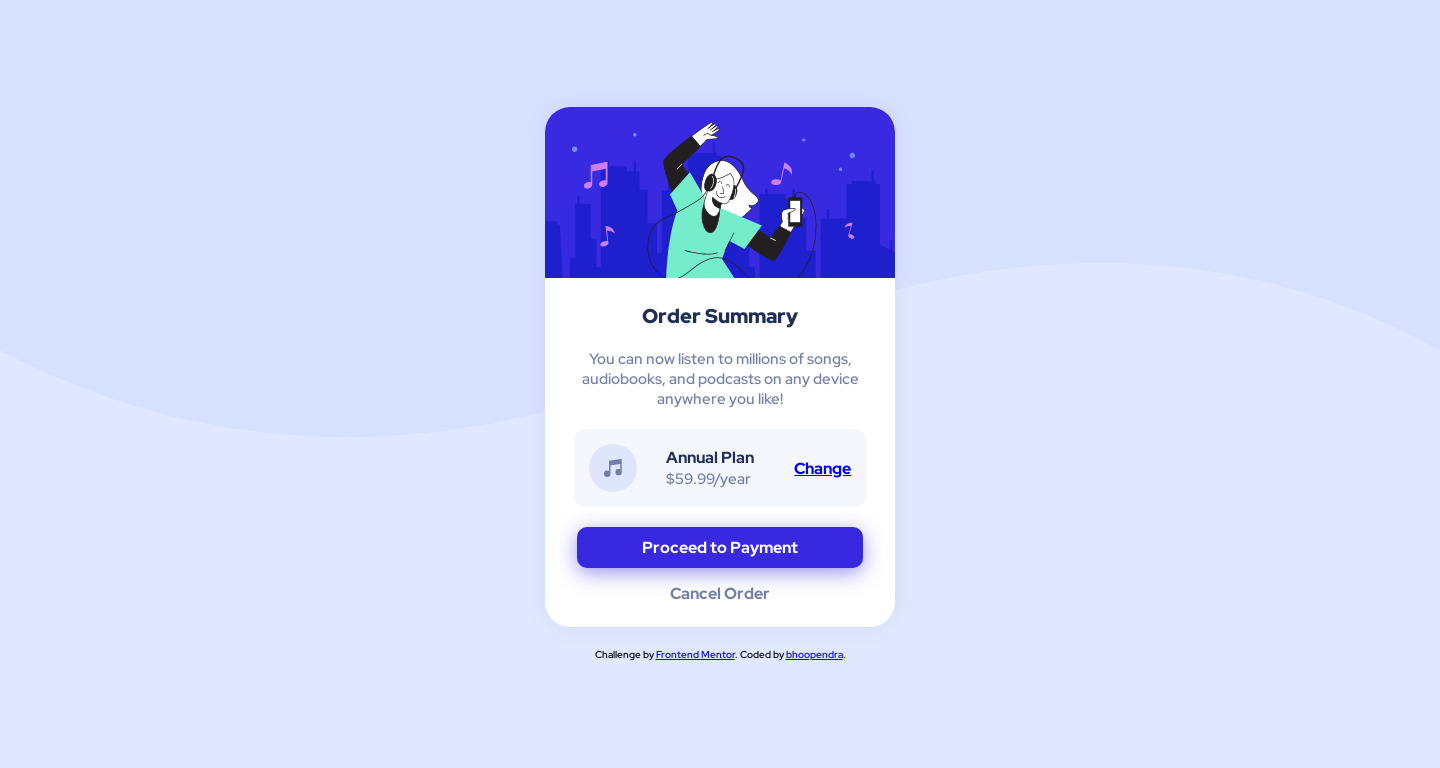 Order Summary
You can now listen to millions of songs,
audiobooks, and podcasts on any device
anywhere you like!
Annual Plan
$59.99/year
Change
Proceed to Payment
Cancel Order
Challenge by Frontend Mentor. Coded by bhoopendra.